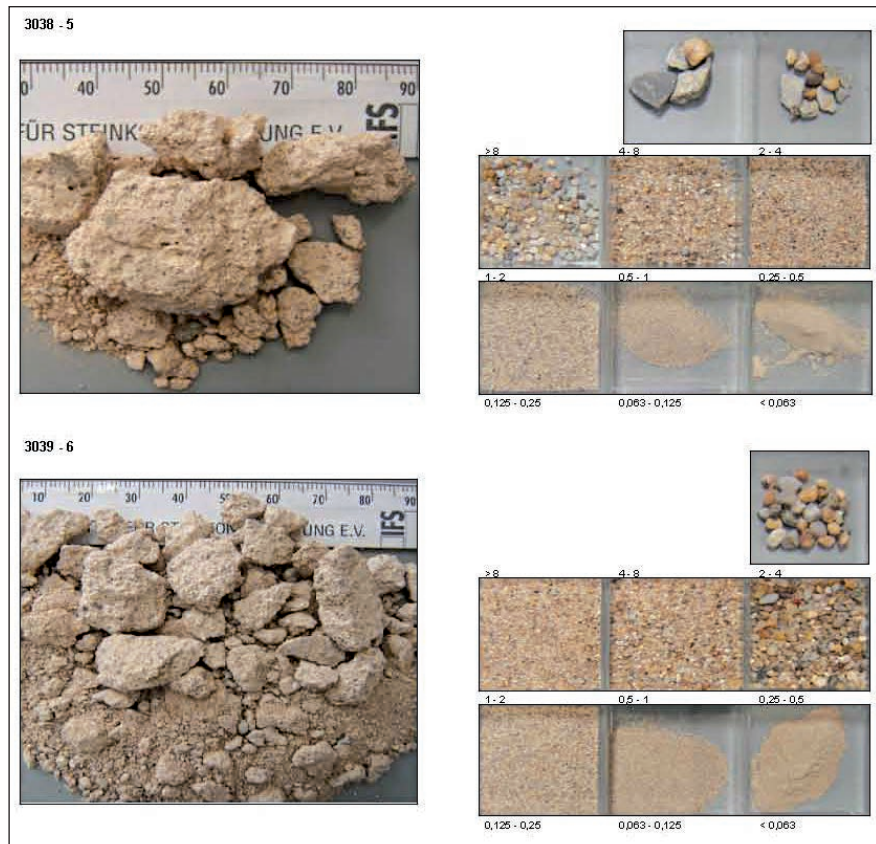 3038 - 5
30 40 50 60 70 80 90
FÜR STEINK UNG E.V. IFS
>8 4 - 8 2 - 4
1 - 2 0,5 - 1 0,25 - 0,5
0,125 - 0,25 0,063 - 0,125 < 0,063
3039 - 6
10 20 30 40 50 60 70 80 90
UNG E.V. IFS
>8 4 - 8 2 - 4
1 - 2 0,5 - 1 0,25 - 0,5
0,125 - 0,25 0,063 - 0,125 < 0,063